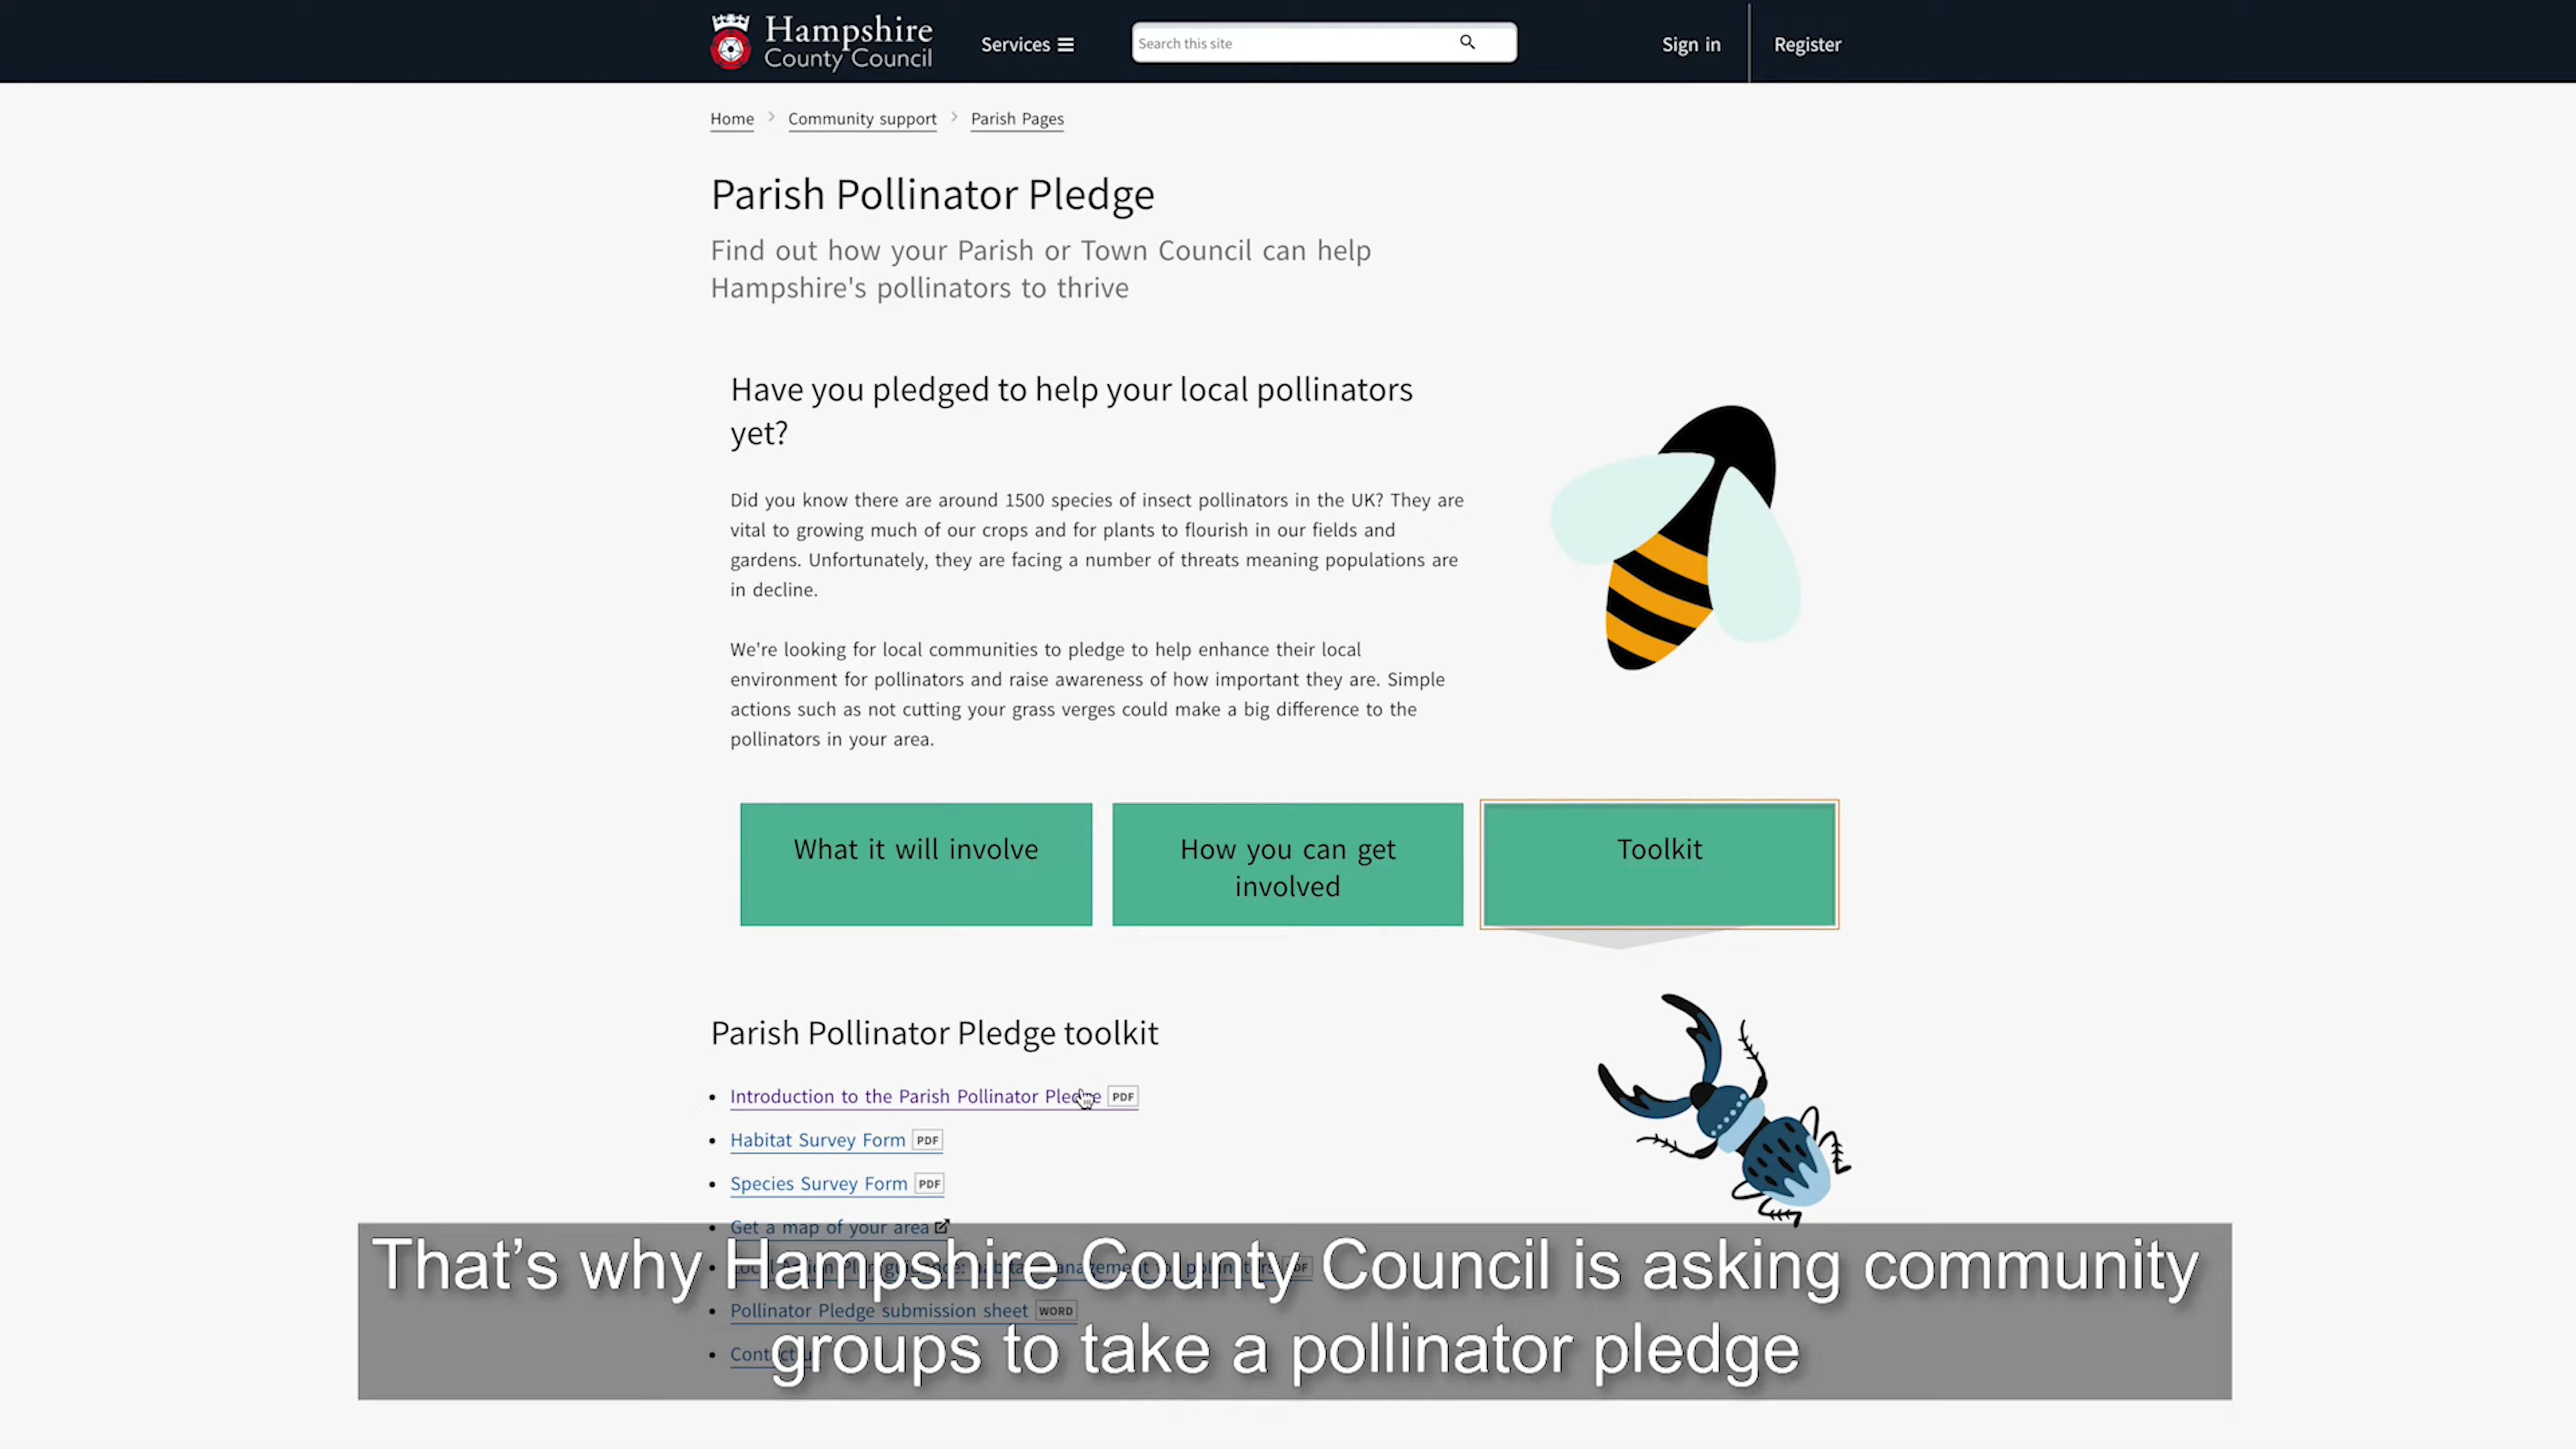 Hampshire
County Council
Services
Search this site
Sign in
Register
Home
Community support
Parish Pages
Parish Pollinator Pledge
Find out how your Parish or Town Council can help
Hampshire's pollinators to thrive
Have you pledged to help your local pollinators
yet?
Did you know there are around 1500 species of insect pollinators in the UK? They are
vital to growing much of our crops and for plants to flourish in our fields and
gardens. Unfortunately, they are facing a number of threats meaning populations are
in decline.
We're looking for local communities to pledge to help enhance their local
environment for pollinators and raise awareness of how important they are. Simple
actions such as not cutting your grass verges could make a big difference to the
pollinators in your area.
What it will involve
How you can get
involved
Toolkit
Parish Pollinator Pledge toolkit
Introduction to the Parish Pollinator Pledge PDF
Habitat Survey Form PDF
Species Survey Form PDF
Get a map of your area
Pollinator Pledge submission sheet WORD
That's why Hampshire County Council is asking community
groups to take a pollinator pledge